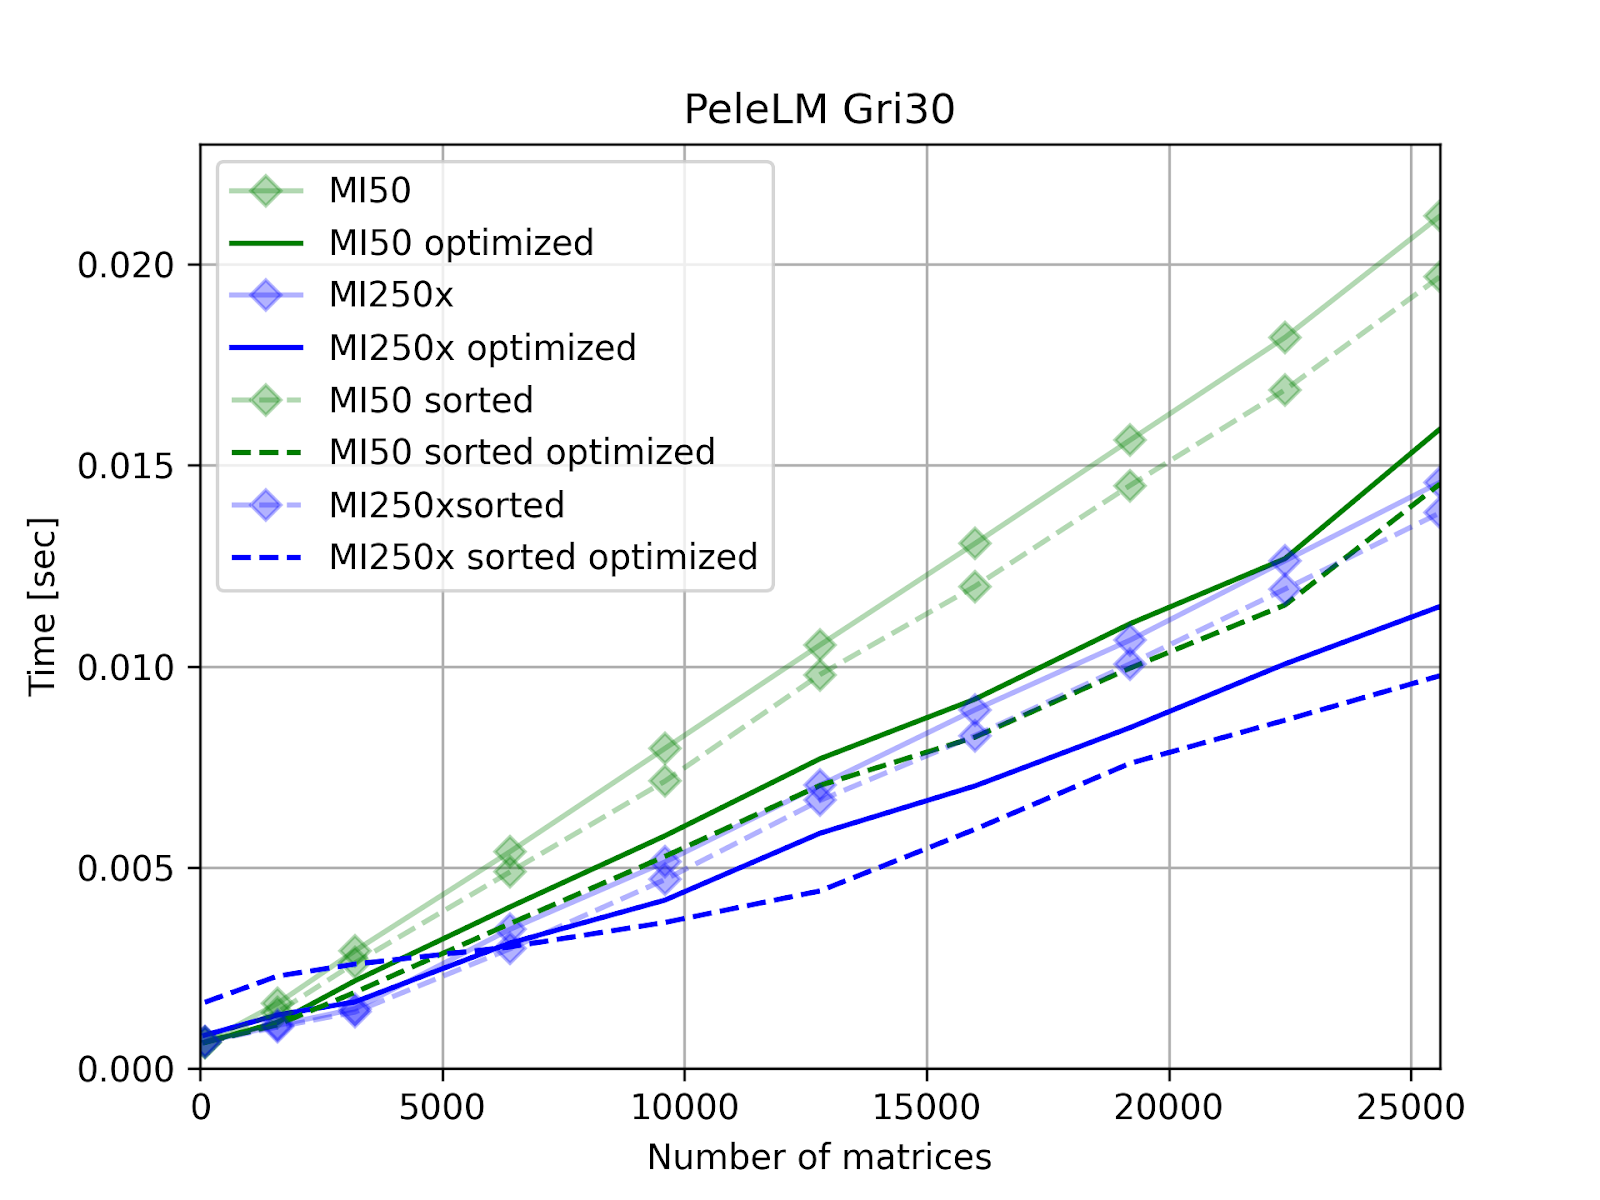 PeleLM Gri30
MI50
MI50 optimized
MI250x
MI250x optimized
MI50 sorted
MI50 sorted optimized
MI250xsorted
MI250x sorted optimized
0.020
0.015
0.010
0.005
0.000
Time [sec]
0 5000 10000 15000 20000 25000
Number of matrices